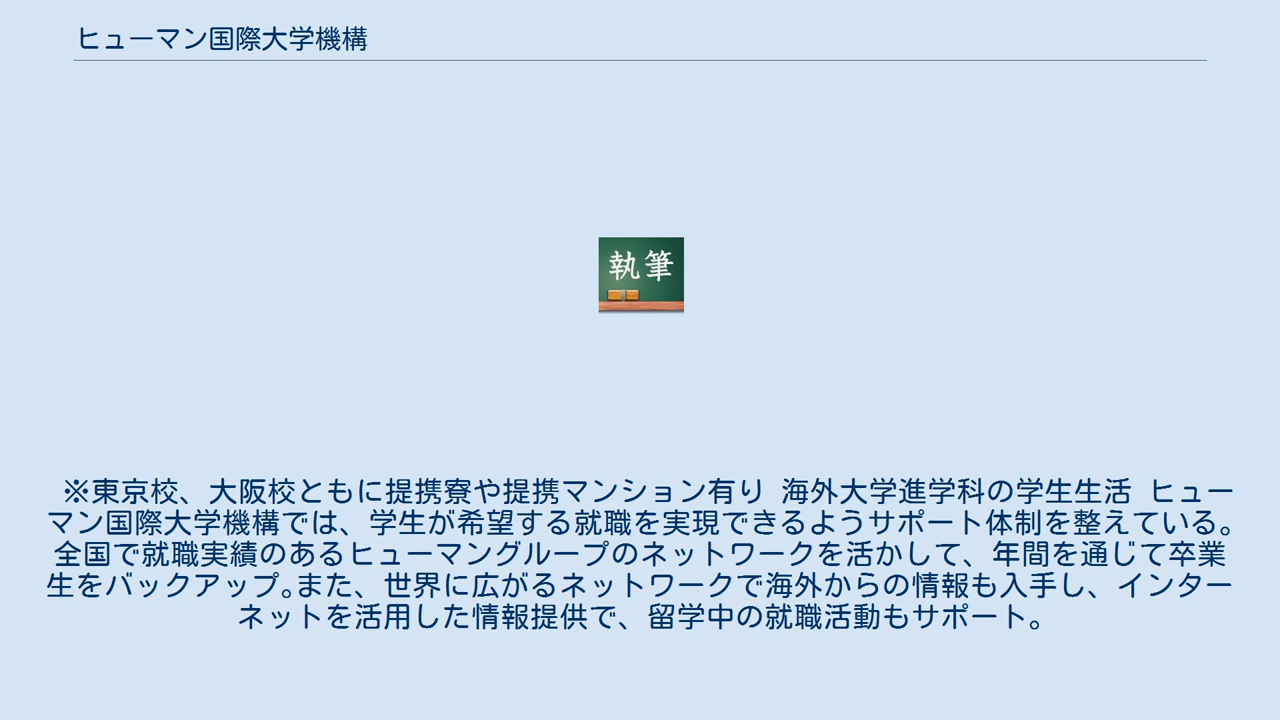 ヒューマン国際大学機構
執筆
※東京校、大阪校ともに提携寮や提携マンション有り 海外大学進学科の学生生活 ヒュー
マン国際大学機構では、学生が希望する就職を実現できるようサポート体制を整えている。
全国で就職実績のあるヒューマングループのネットワークを活かして、年間を通じて卒業
生をバックアップ。また、世界に広がるネットワークで海外からの情報も入手し、インター
ネットを活用した情報提供で、留学中の就職活動もサポート。